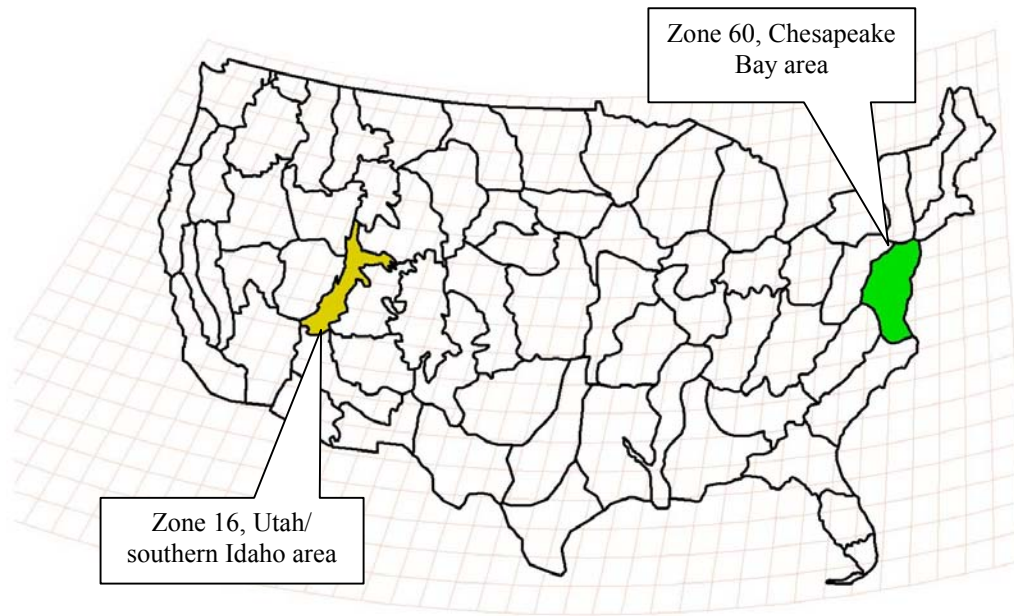 Zone 60, Chesapeake
Bay area
Zone 16, Utah/
southern Idaho area